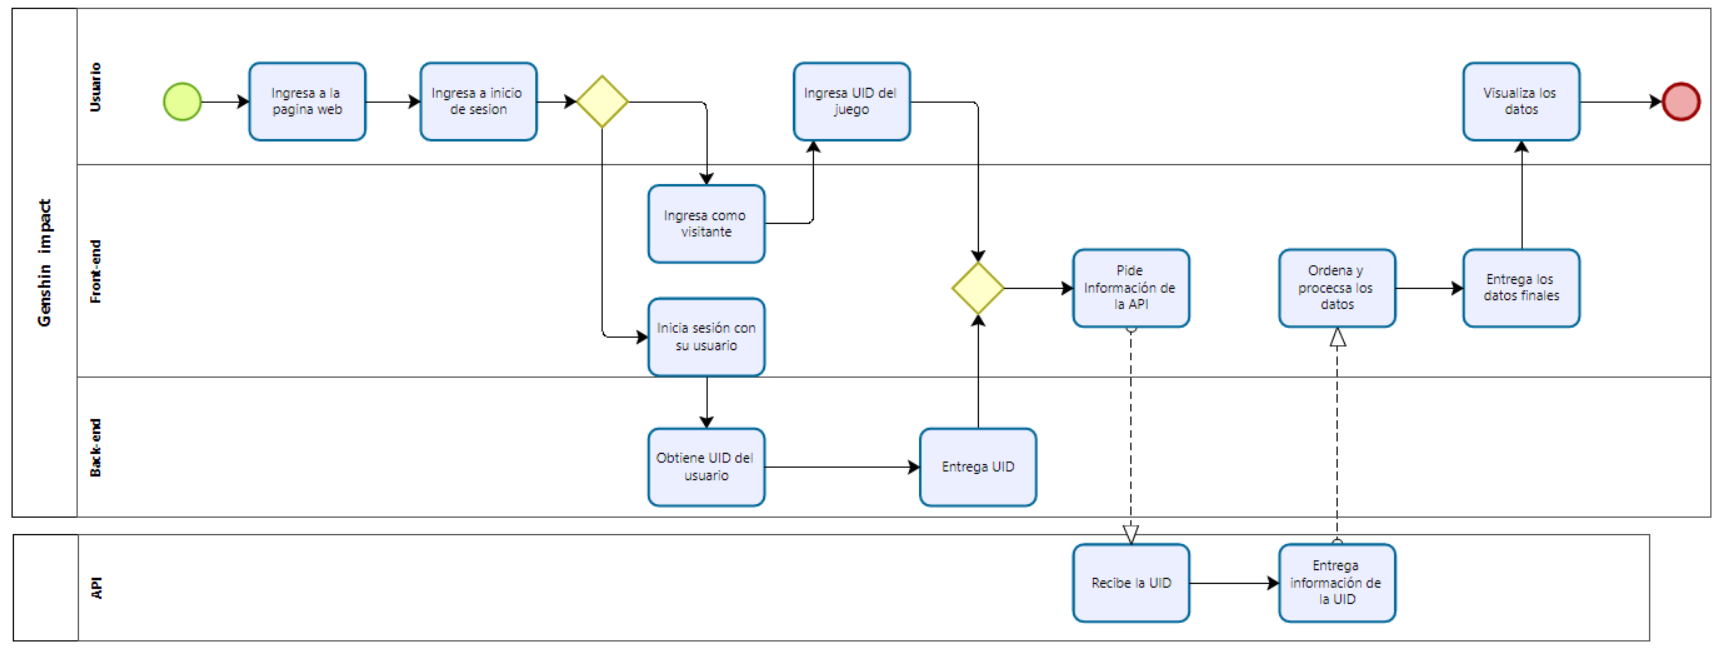 Genshin impact
Usuario
Ingresa a la
pagina web
Ingresa a inicio
de sesion
Ingresa UID del
juego
Visualiza los
datos
Front-end
Ingresa como
visitante
Inicia sesión con
su usuario
Pide
Información de
la API
Ordena y
procecsa los
datos
Entrega los
datos finales
Back-end
Obtiene UID del
usuario
Entrega UID
API
Recibe la UID
Entrega
información de
la UID